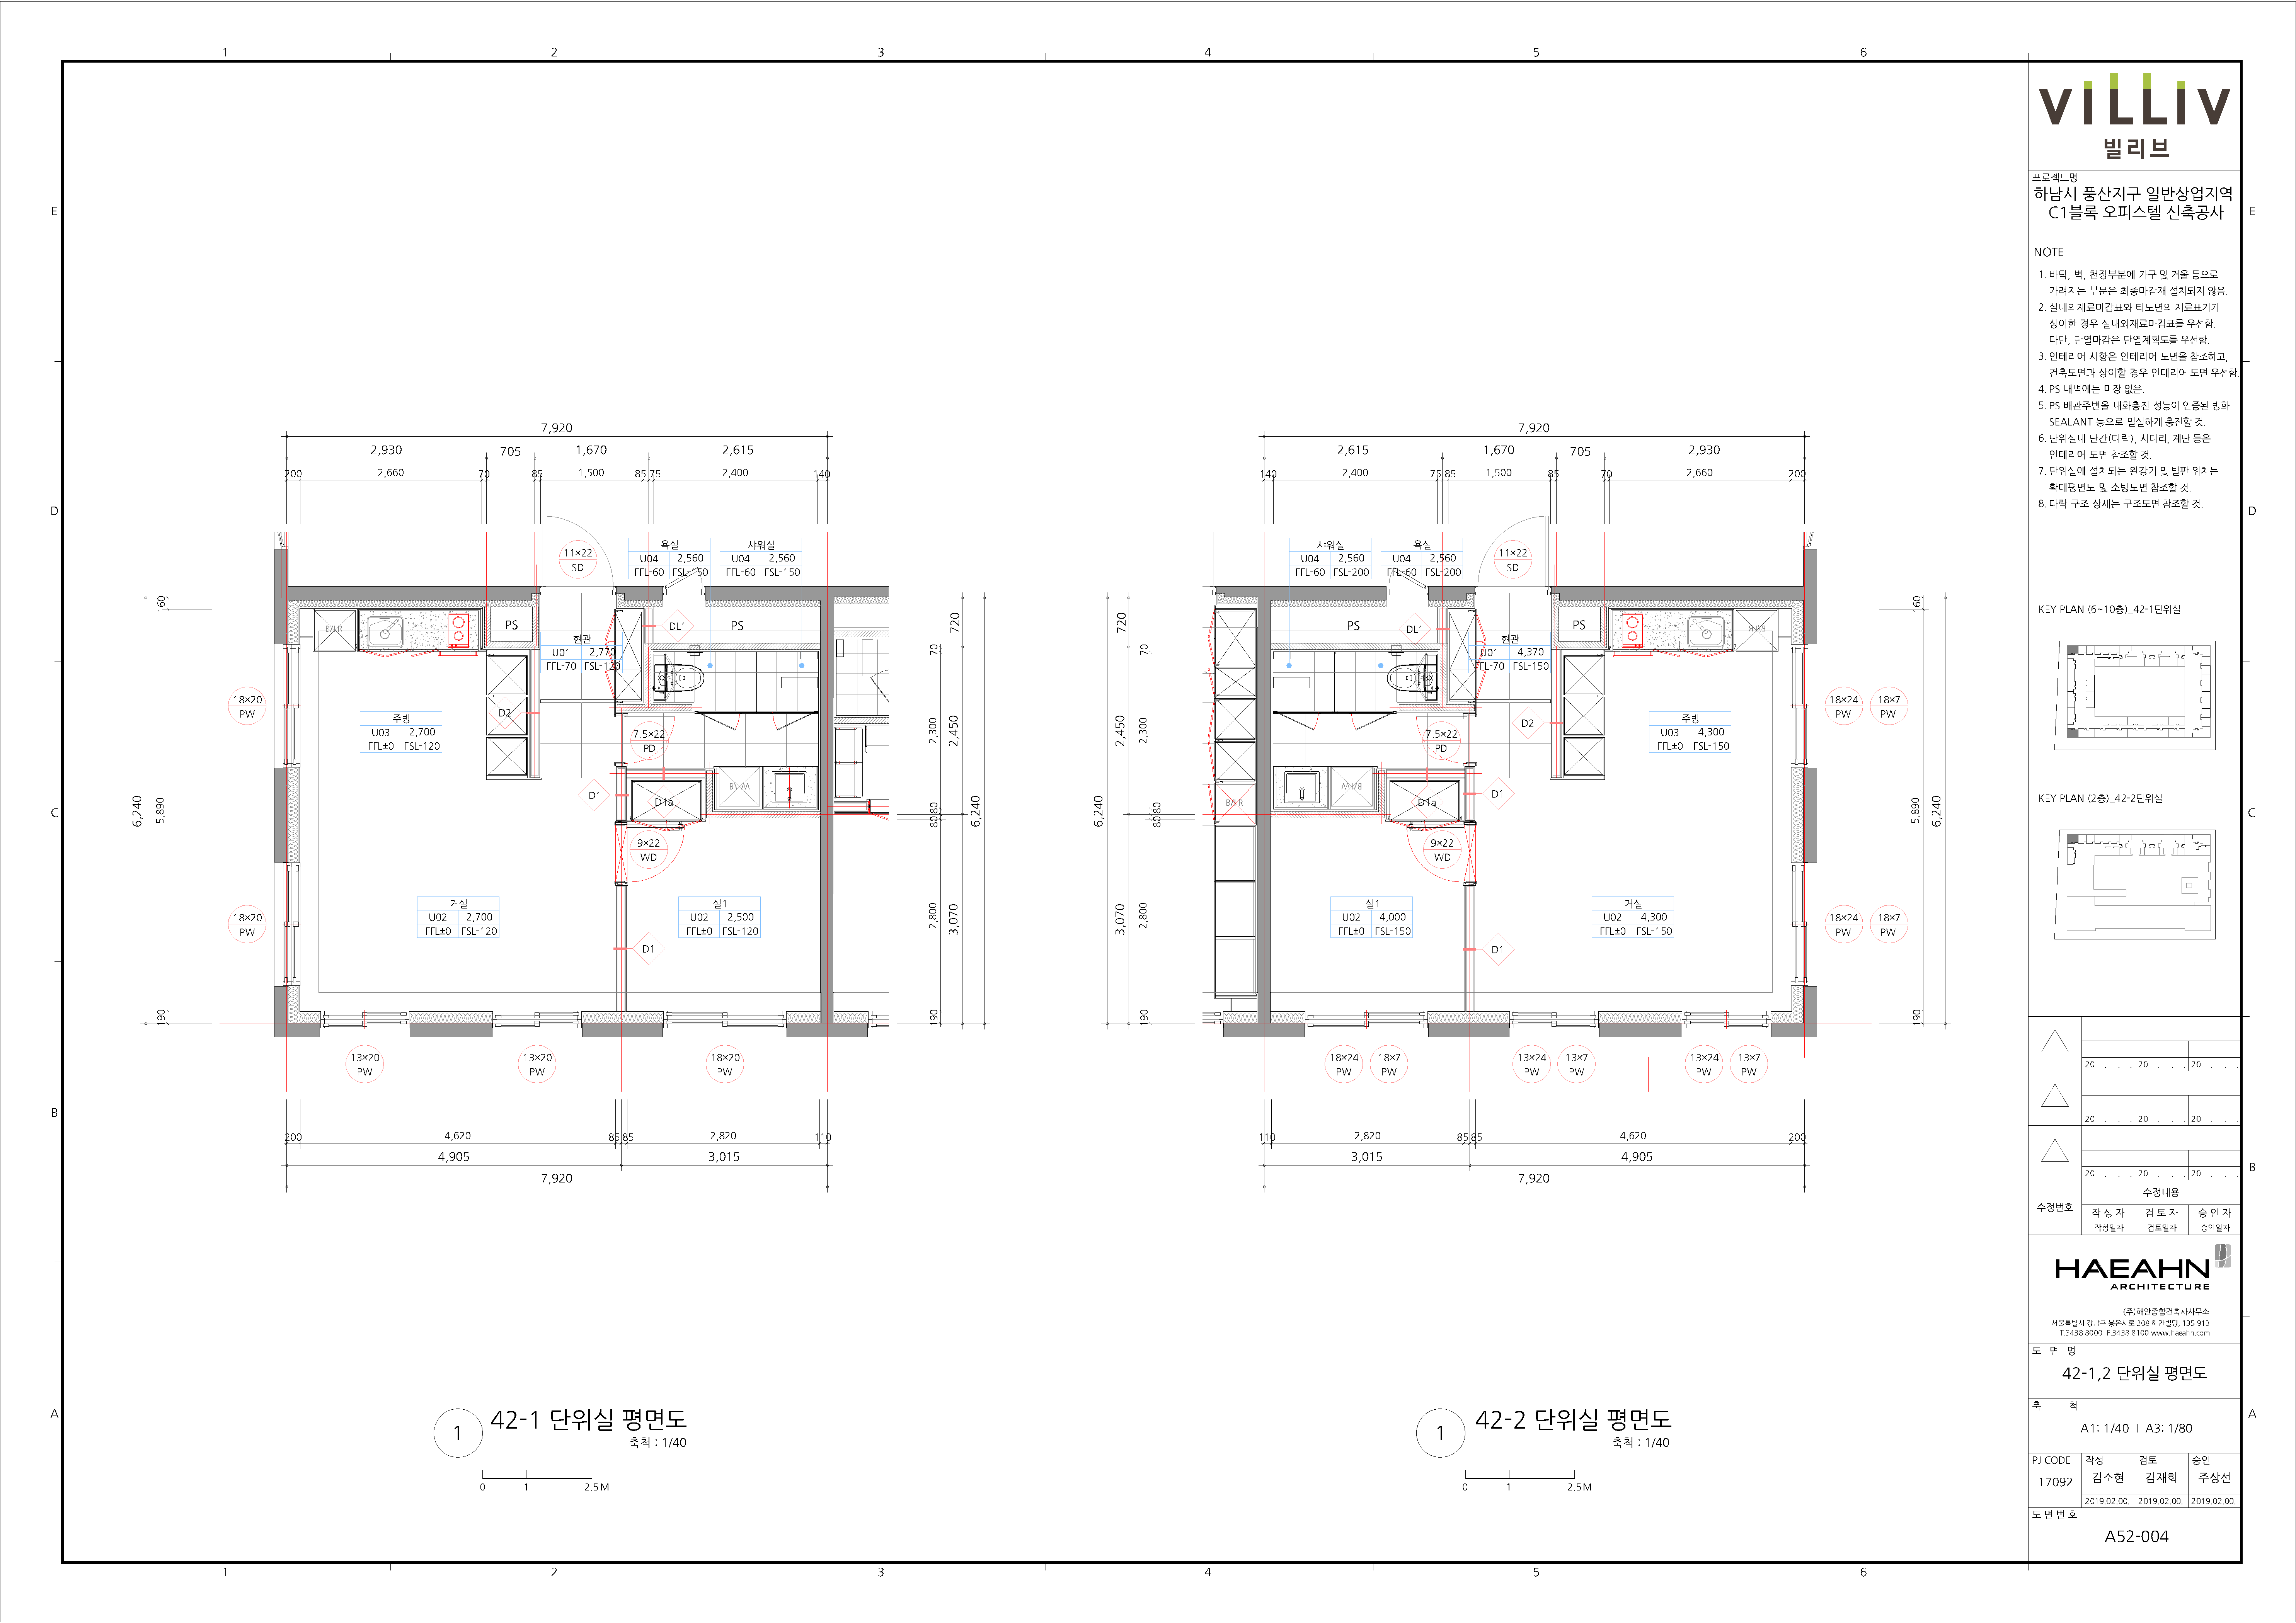 1
2
3
4
5
6
E
D
C
B
A
7,920
2,930
705
1,670
2,615
200
2,660
70
85
1,500
85
75
2,400
140
11×22
SD
욕실
U04
2,560
FFL-60
FSL-150
샤워실
U04
2,560
FFL-60
FSL-150
PS
현관
U01
2,770
FFL-70
FSL-120
DL1
PS
D2
18×20
PW
주방
U03
2,700
FFL±0
FSL-120
7.5×22
PD
D1
D1a
B/W
B/I R
9×22
WD
18×20
PW
거실
U02
2,700
FFL±0
FSL-120
실1
U02
2,500
FFL±0
FSL-120
D1
13×20
PW
13×20
PW
18×20
PW
160
5,890
6,240
190
720
70
2,300
2,450
80
80
6,240
2,800
3,070
190
200
4,620
85
85
2,820
110
4,905
3,015
7,920
1
42-1 단위실 평면도
축척 : 1/40
0
1
2.5 M
7,920
2,615
1,670
705
2,930
140
2,400
75
85
1,500
85
70
2,660
200
샤워실
U04
2,560
FFL-60
FSL-200
욕실
U04
2,560
FFL-60
FSL-200
11×22
SD
PS
DL1
현관
U01
4,370
FFL-70
FSL-150
PS
B/I R
D2
주방
U03
4,300
FFL±0
FSL-150
18×24
PW
18×7
PW
7.5×22
PD
B/I R
B/W
D1a
D1
9×22
WD
실1
U02
4,000
FFL±0
FSL-150
거실
U02
4,300
FFL±0
FSL-150
D1
18×24
PW
18×7
PW
18×24
PW
18×7
PW
13×24
PW
13×7
PW
13×24
PW
13×7
PW
720
70
2,450
2,300
80
80
6,240
3,070
2,800
190
160
5,890
6,240
190
110
2,820
85
85
4,620
200
3,015
4,905
7,920
1
42-2 단위실 평면도
축척 : 1/40
0
1
2.5 M
VILLIV
빌리브
프로젝트명
하남시 풍산지구 일반상업지역
C1블록 오피스텔 신축공사
NOTE
1. 바닥, 벽, 천장부분에 가구 및 거울 등으로
가려지는 부분은 최종마감재 설치되지 않음.
2. 실내외재료마감표와 타도면의 재료표기가
상이한 경우 실내외재료마감표를 우선함.
다만, 단열마감은 단열계획도를 우선함.
3. 인테리어 사항은 인테리어 도면을 참조하고,
건축도면과 상이할 경우 인테리어 도면 우선함.
4. PS 내벽에는 미장 없음.
5. PS 배관주변을 내화충전 성능이 인증된 방화
SEALANT 등으로 밀실하게 충진할 것.
6. 단위실내 난간(다락), 사다리, 계단 등은
인테리어 도면 참조할 것.
7. 단위실에 설치되는 완강기 및 발판 위치는
확대평면도 및 소방도면 참조할 것.
8. 다락 구조 상세는 구조도면 참조할 것.
KEY PLAN (6~10층)_42-1단위실
KEY PLAN (2층)_42-2단위실
20 . . .
20 . . .
20 . . .
20 . . .
20 . . .
20 . . .
20 . . .
20 . . .
20 . . .
수정번호
수정내용
작 성 자
검 토 자
승 인 자
작성일자
검토일자
승인일자
HAEAHN
ARCHITECTURE
(주)해안종합건축사사무소
서울특별시 강남구 봉은사로 208 해안빌딩, 135-913
T.3438 8000 F.3438 8100 www.haeahn.com
도 면 명
42-1,2 단위실 평면도
축 척
A1: 1/40 I A3: 1/80
PJ CODE
17092
작성
김소현
2019.02.00.
검토
김재희
2019.02.00.
승인
주상선
2019.02.00.
도 면 번 호
A52-004
E
D
C
B
A
1
2
3
4
5
6